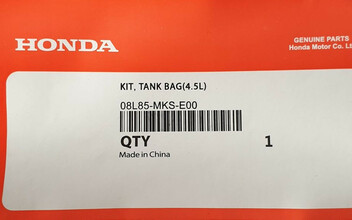 HONDA
GENUINE PARTS
Honda Motor Co. Ltd
KIT, TANK BAG(4.5L)
08L85-MKS-E00
QTY 1
Made in China